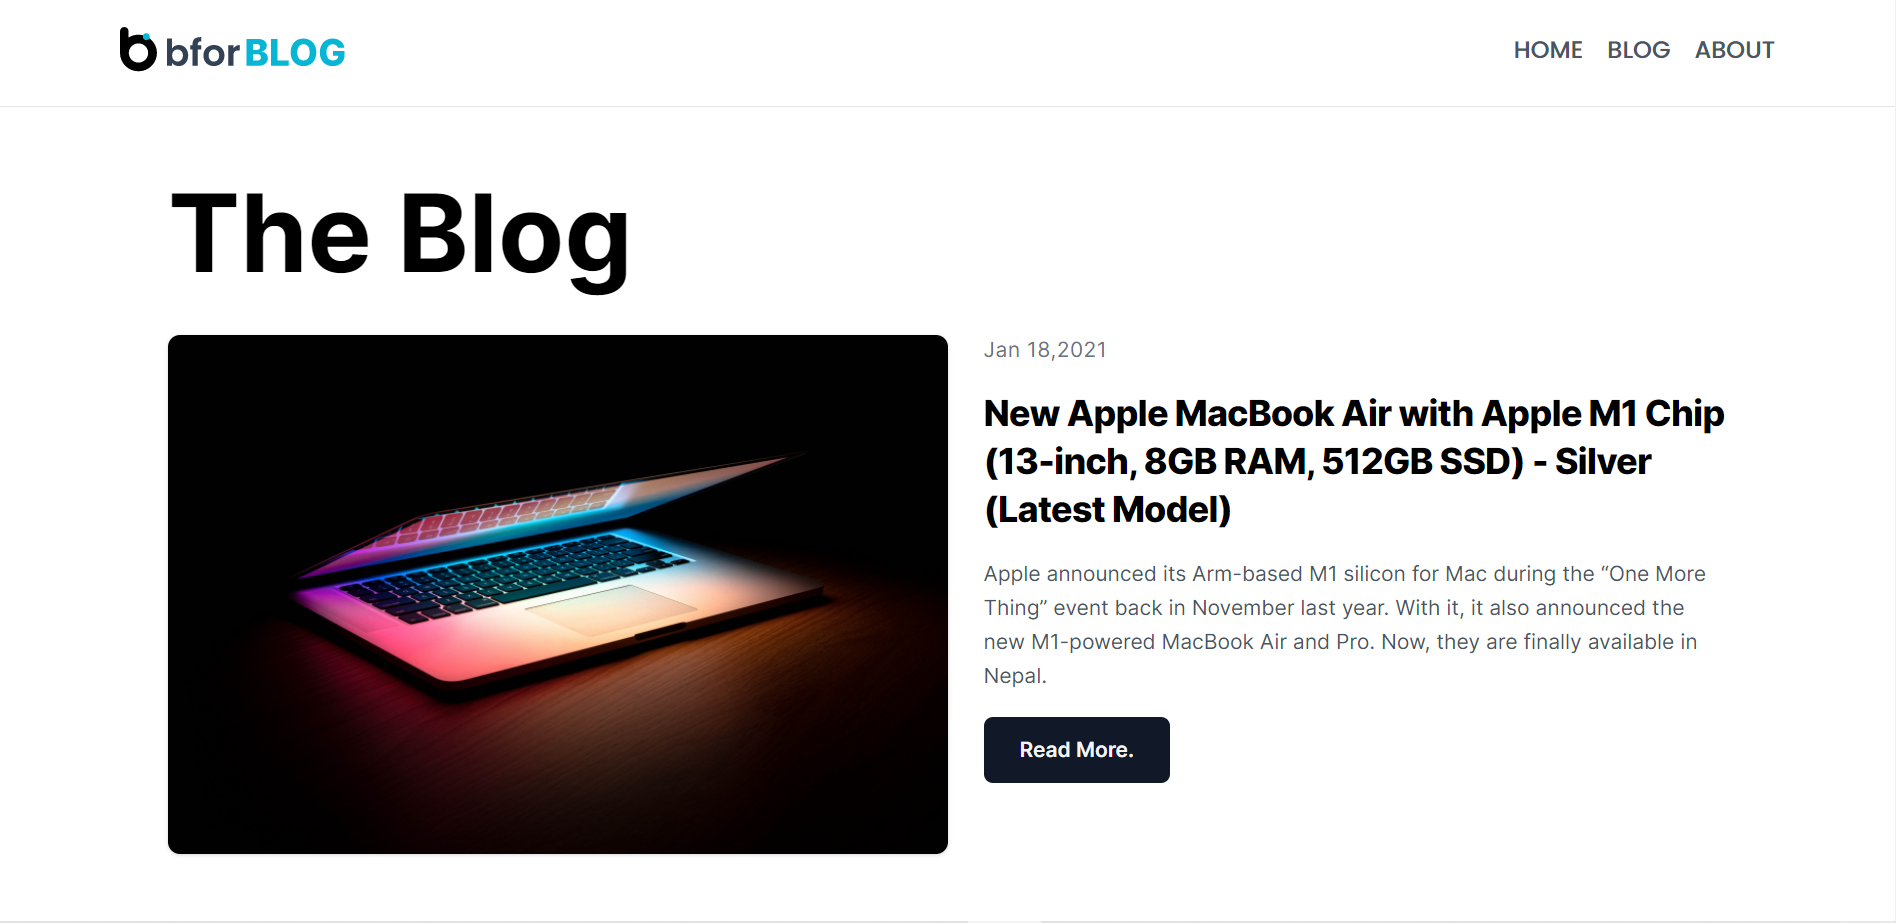 bforBLOG
HOME BLOG ABOUT
The Blog
Jan 18,2021
New Apple MacBook Air with Apple M1 Chip
(13-inch, 8GB RAM, 512GB SSD) - Silver
(Latest Model)
Apple announced its Arm-based M1 silicon for Mac during the “One More
Thing” event back in November last year. With it, it also announced the
new M1-powered MacBook Air and Pro. Now, they are finally available in
Nepal.
Read More.